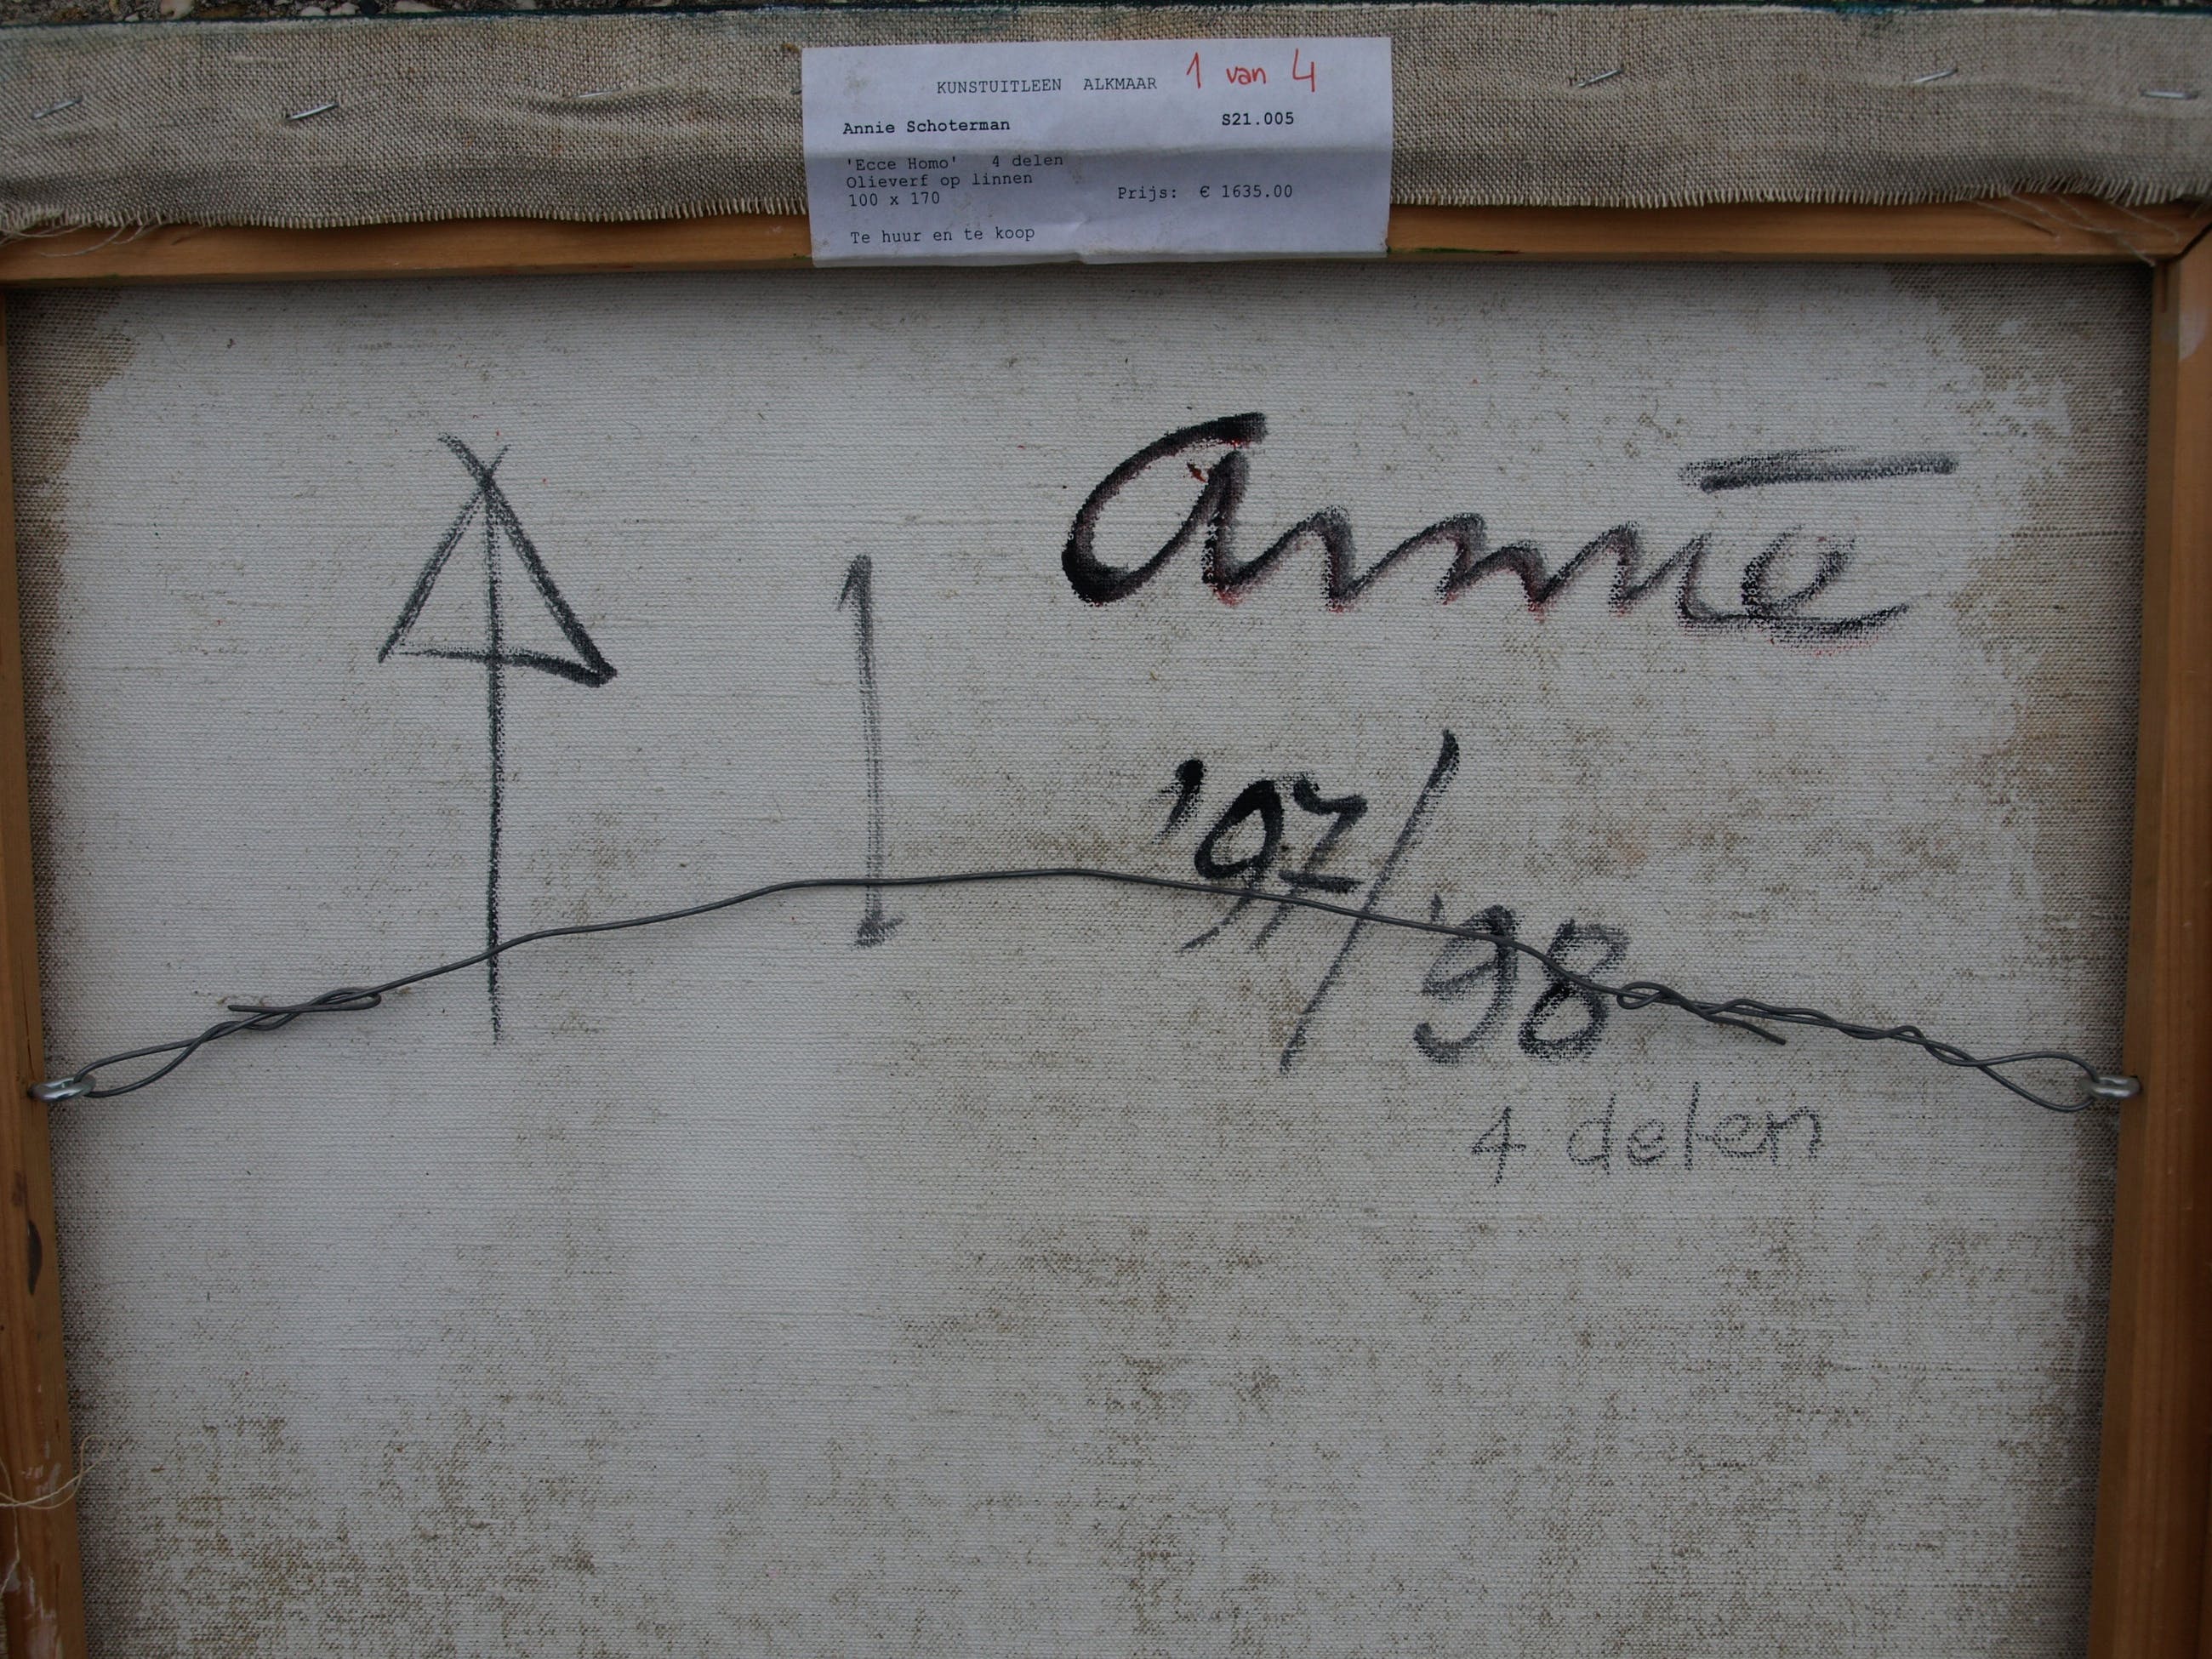 KUNSTUITLEEN ALKMAAR 1 van 4
Annie Schoterman S21.005
'Ecce Homo' 4 delen
Olieverf op linnen
100 x 170 Prijs: € 1635.00
Te huur en te koop
Annie
1
'97/'98
4 delen